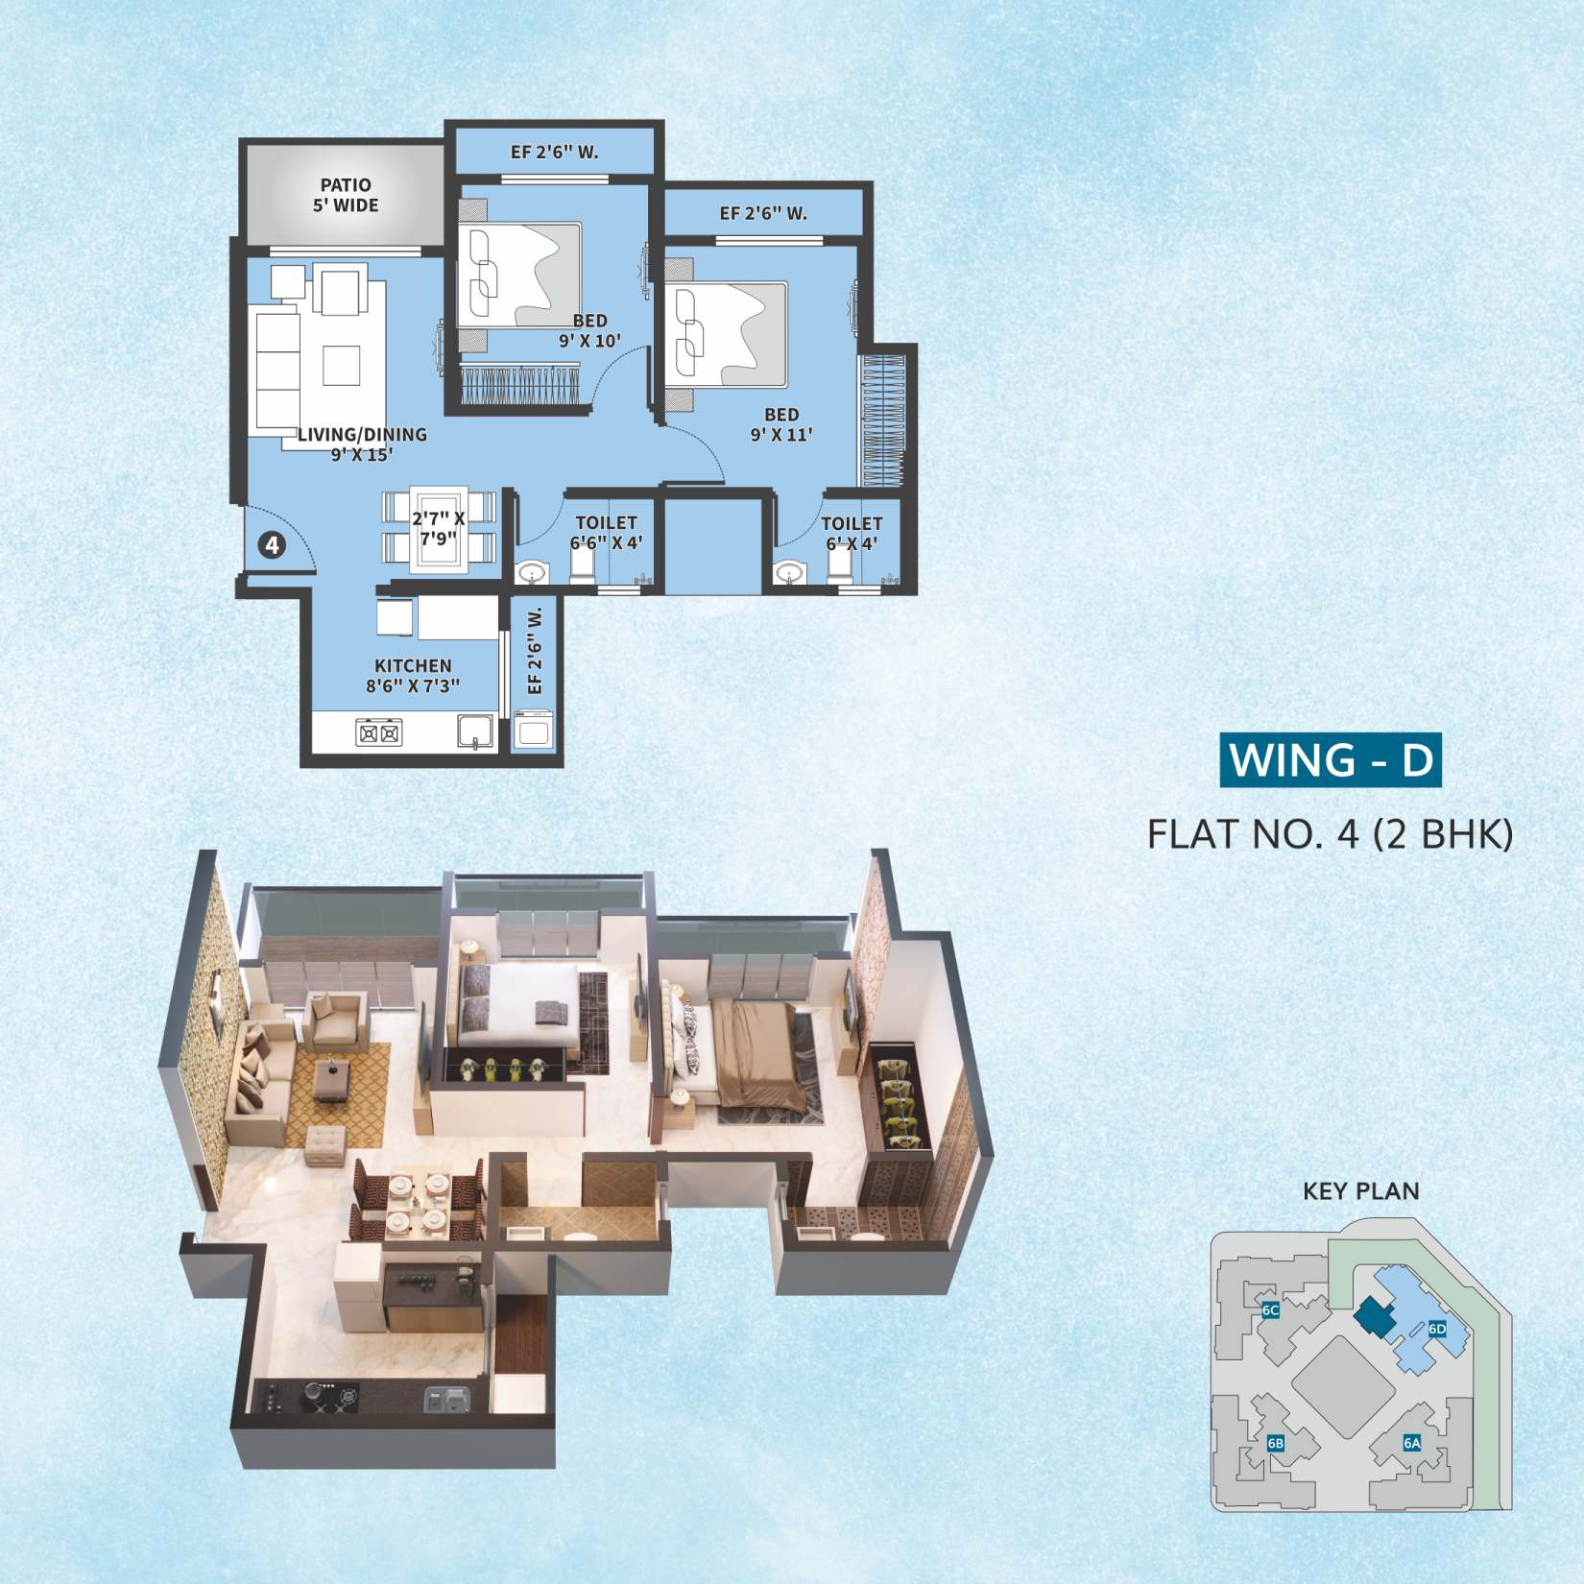 EF 2'6" W.
PATIO
5' WIDE
EF 2'6" W.
BED
9' X 10'
BED
9' X 11'
LIVING/DINING
9' X 15'
2'7" X
7'9"
4
TOILET
6'6" X 4'
TOILET
6' X 4'
EF 2'6" W.
KITCHEN
8'6" X 7'3"
WING - D
FLAT NO. 4 (2 BHK)
KEY PLAN
6C
6D
6B
6A